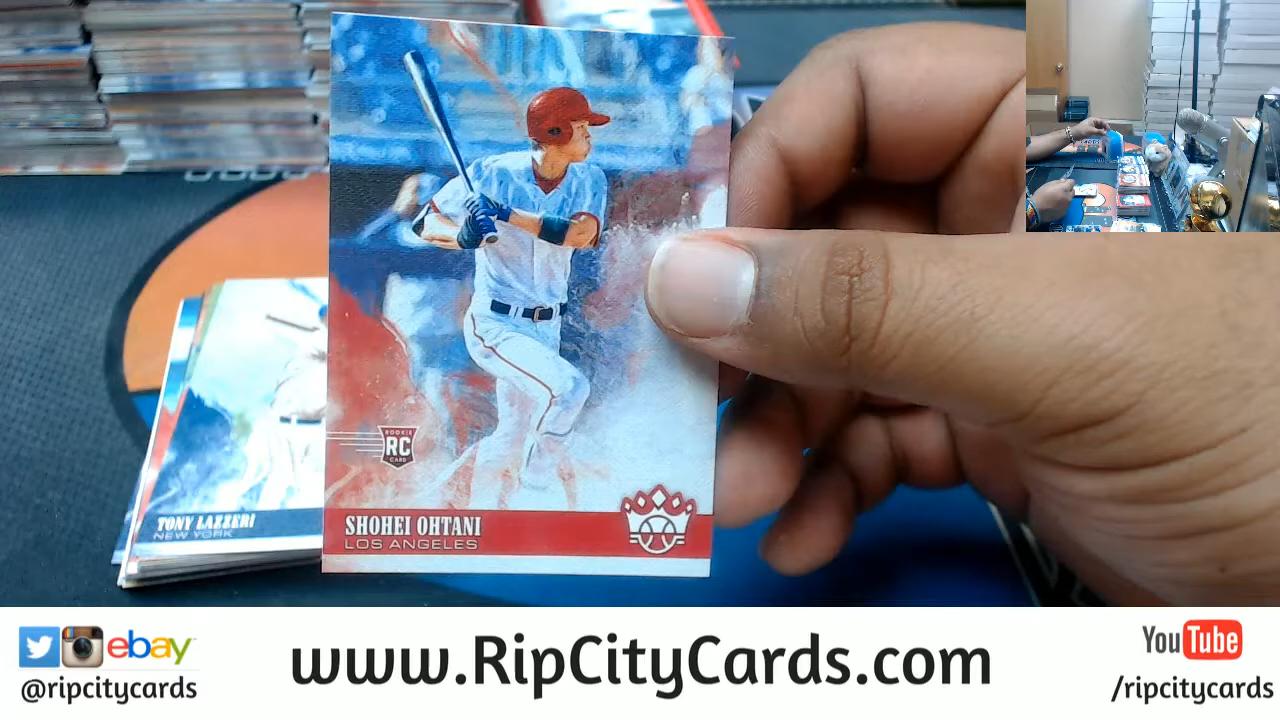 ROOKIE
RC
CARD
SHOHEI OHTANI
LOS ANGELES
TONY LAZZERI
NEW YORK
ebay
@ripcitycards
www.RipCityCards.com
YouTube
/ripcitycards